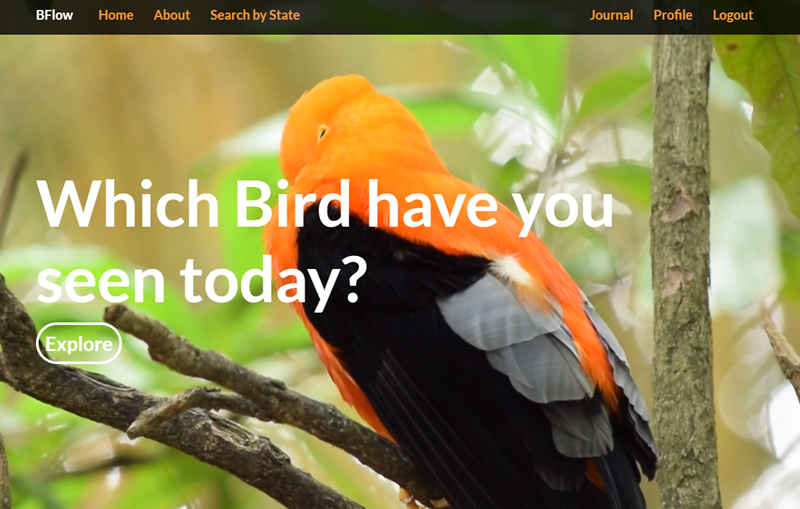 BFlow Home About Search by State Journal Profile Logout
Which Bird have you
seen today?
Explore